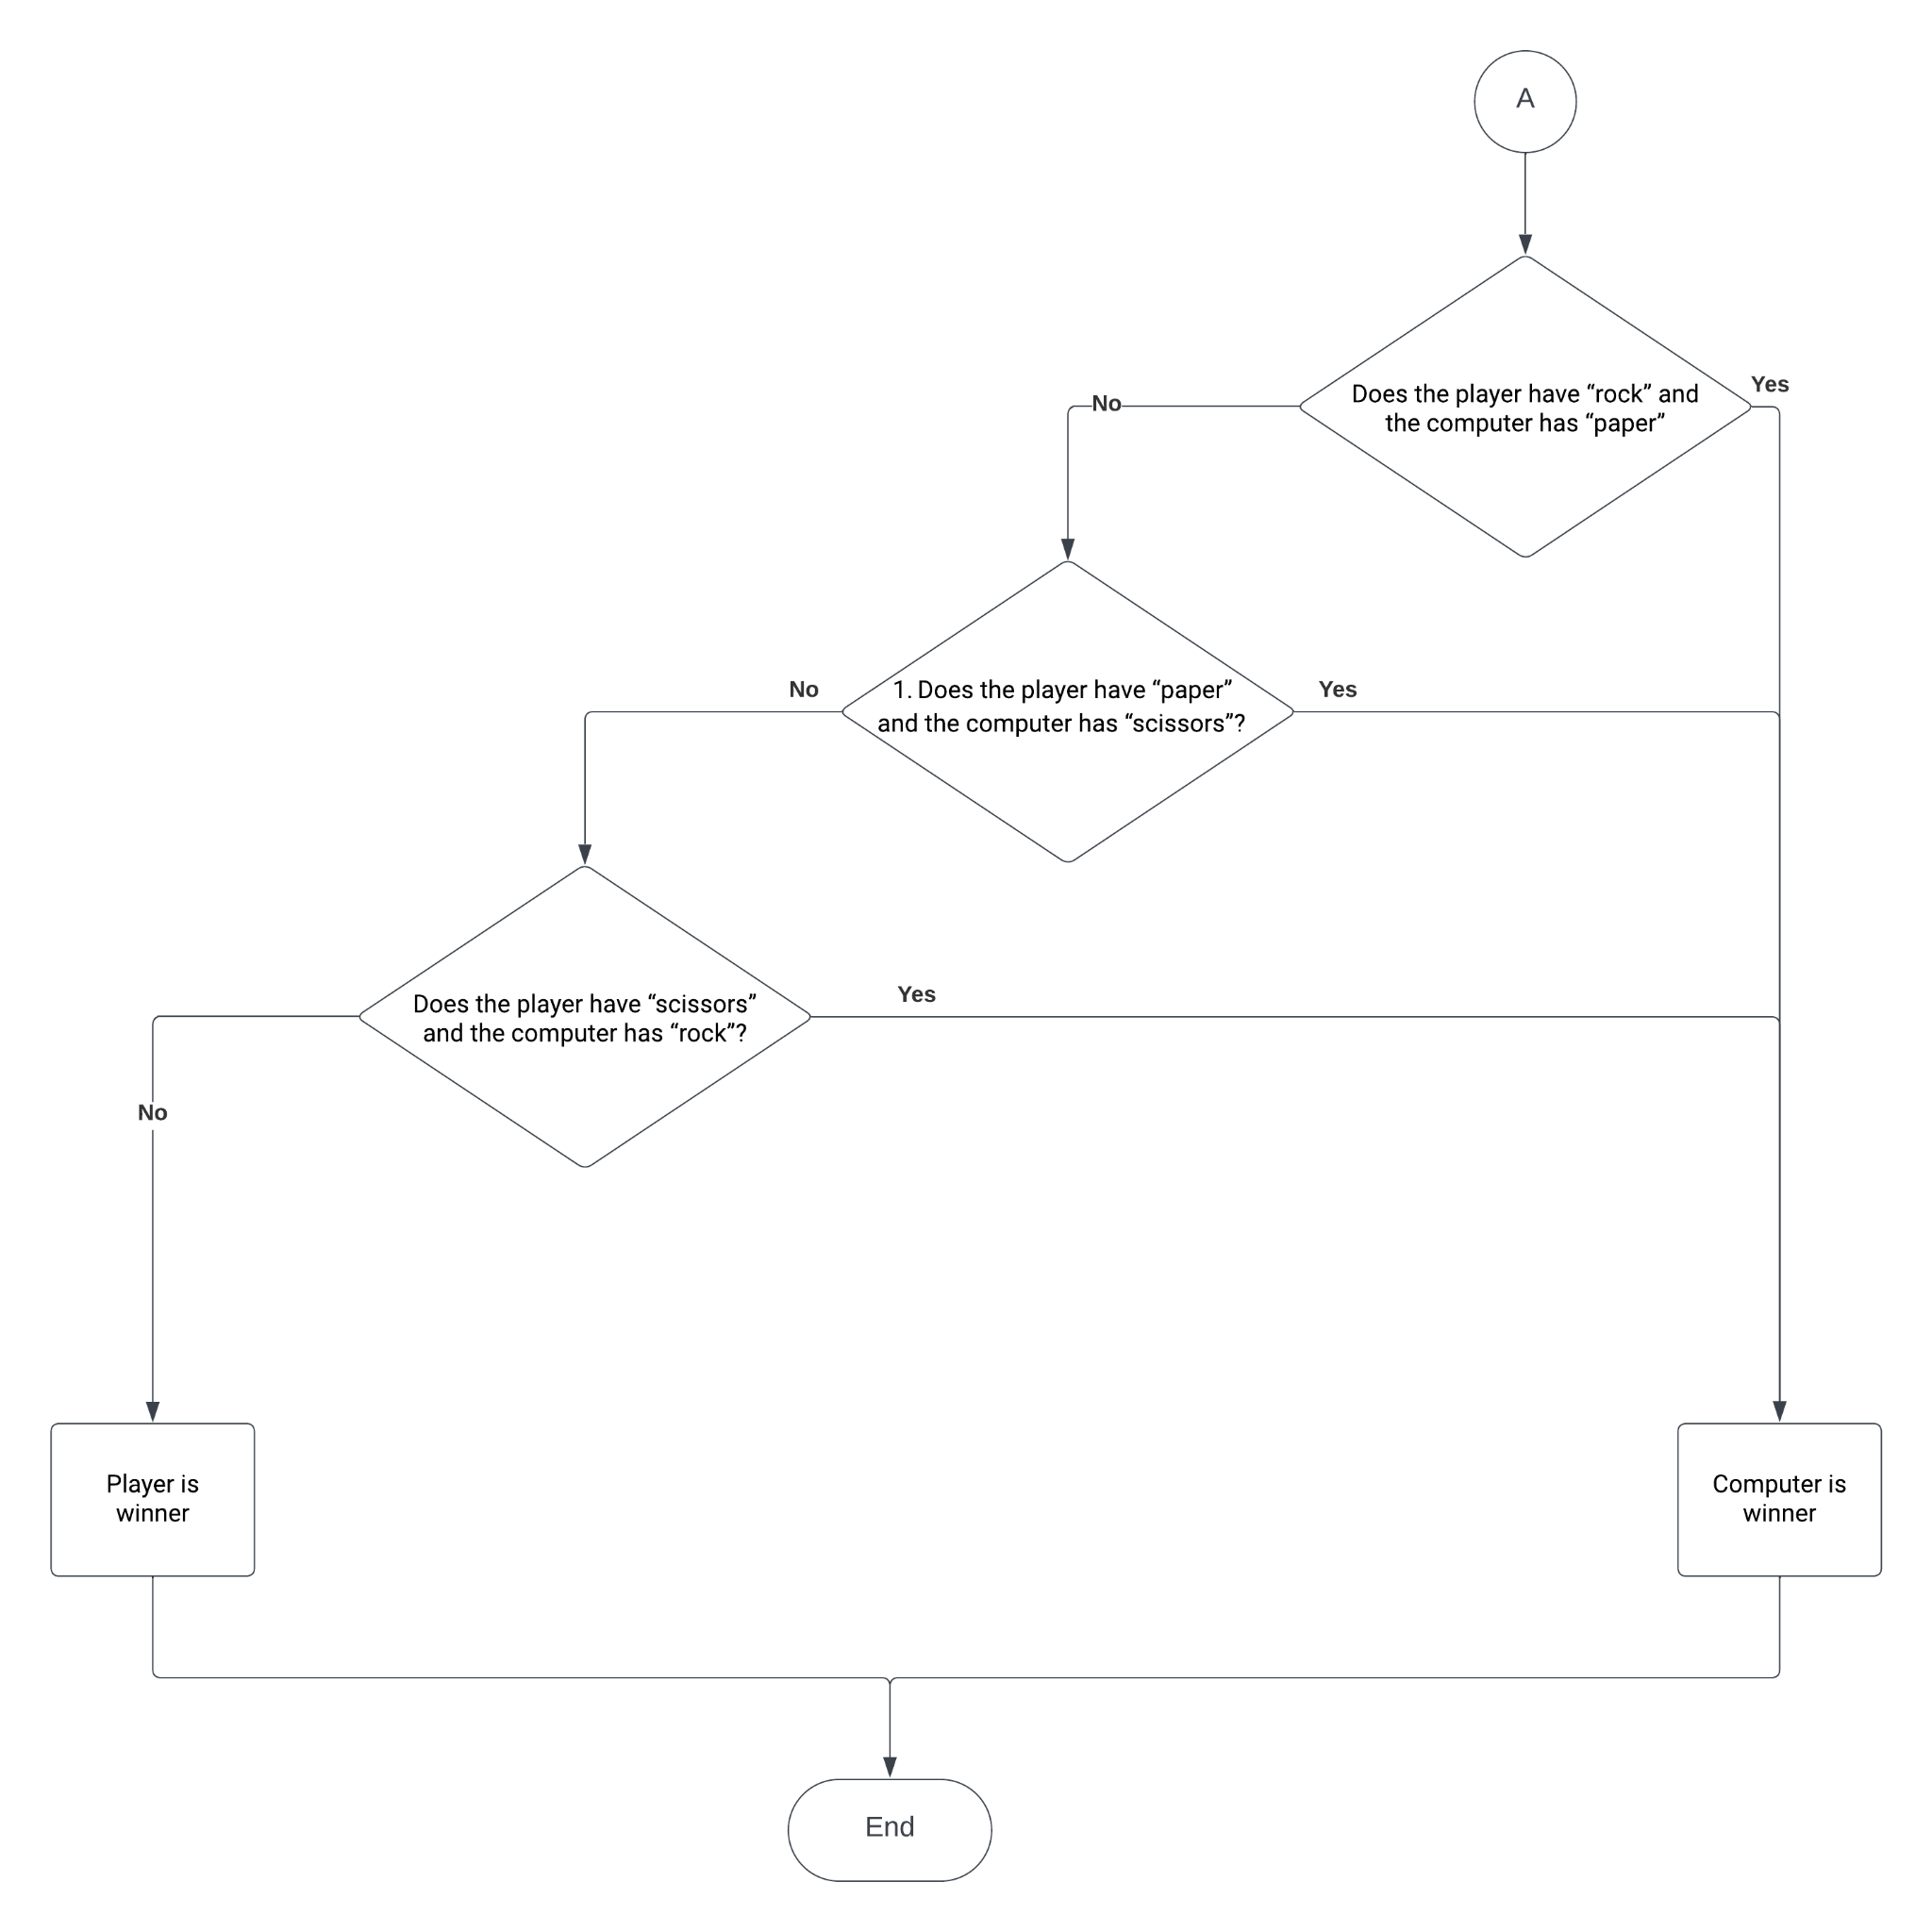 A
Does the player have “rock” and
the computer has “paper”
Yes
No
1. Does the player have “paper”
and the computer has “scissors”?
No
Yes
Does the player have “scissors”
and the computer has “rock”?
Yes
No
Player is
winner
Computer is
winner
End